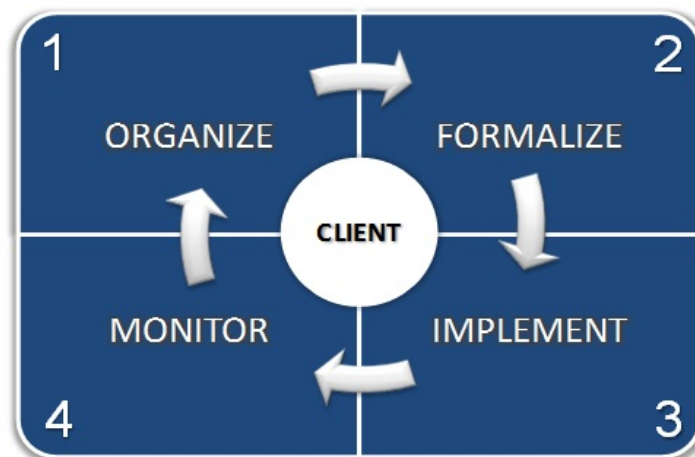 1
2
ORGANIZE
FORMALIZE
CLIENT
MONITOR
IMPLEMENT
4
3